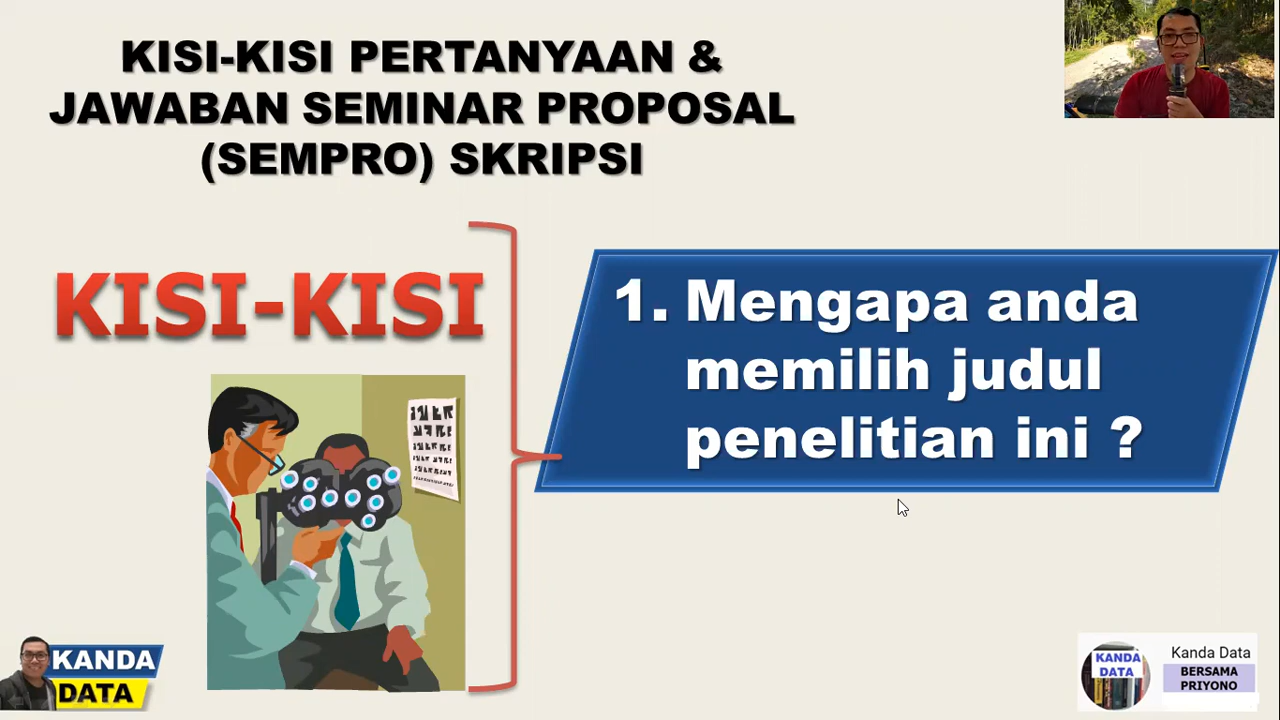 KISI-KISI PERTANYAAN &
JAWABAN SEMINAR PROPOSAL
(SEMPRO) SKRIPSI
KISI-KISI
1. Mengapa anda
memilih judul
penelitian ini ?
KANDA
DATA
KANDA
DATA
Kanda Data
BERSAMA
PRIYONO